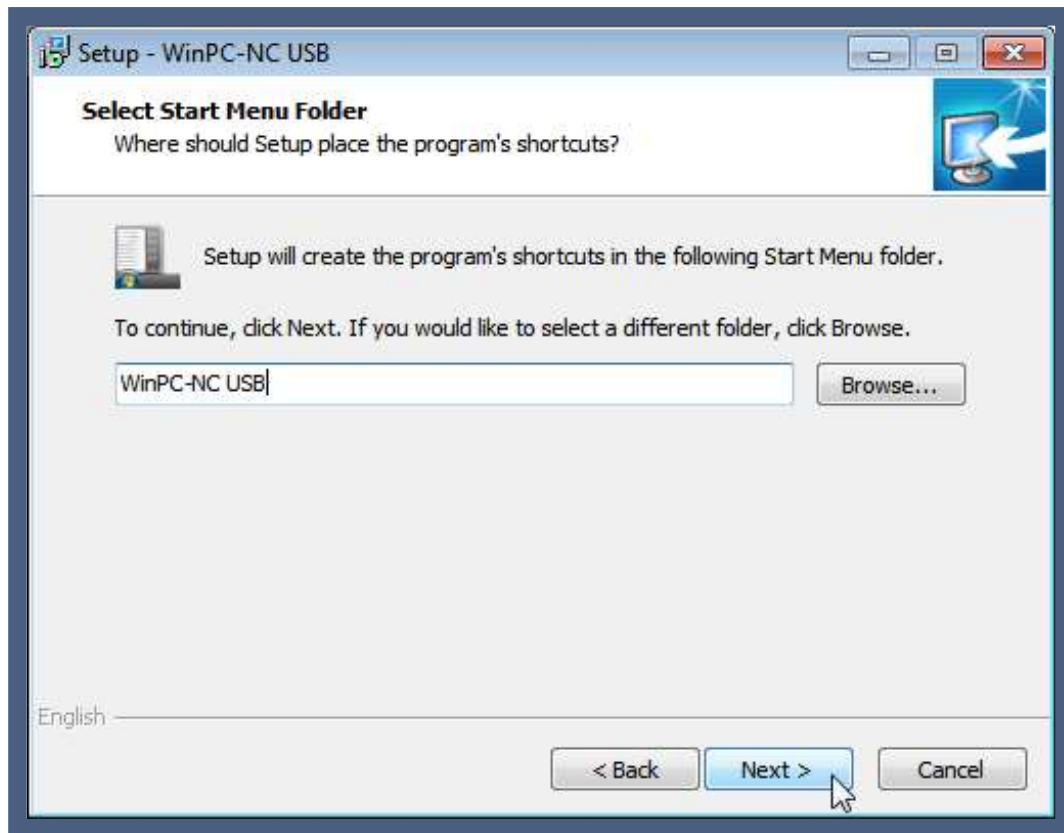 Setup - WinPC-NC USB
Select Start Menu Folder
Where should Setup place the program's shortcuts?
Setup will create the program's shortcuts in the following Start Menu folder.
To continue, click Next. If you would like to select a different folder, click Browse.
WinPC-NC USB
Browse...
English
< Back
Next >
Cancel